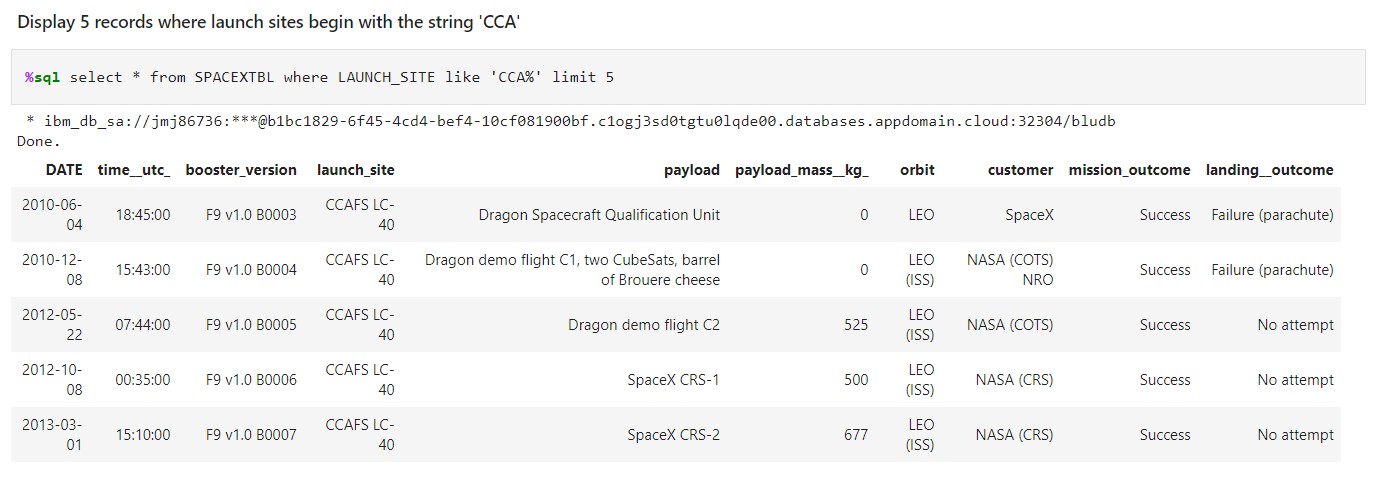 Display 5 records where launch sites begin with the string 'CCA'
%sql select * from SPACEXTBL where LAUNCH_SITE like 'CCA%' limit 5
* ibm_db_sa://jmj86736:***@b1bc1829-6f45-4cd4-bef4-10cf081900bf.c1ogj3sd0tgtu0lqde00.databases.appdomain.cloud:32304/bludb
Done.
DATE time__utc_ booster_version launch_site payload payload_mass__kg_ orbit customer mission_outcome landing__outcome
2010-06-
04 18:45:00 F9 v1.0 B0003 CCAFS LC-
40 Dragon Spacecraft Qualification Unit 0 LEO SpaceX Success Failure (parachute)
2010-12-
08 15:43:00 F9 v1.0 B0004 CCAFS LC-
40 Dragon demo flight C1, two CubeSats, barrel
of Brouere cheese 0 LEO
(ISS) NASA (COTS)
NRO Success Failure (parachute)
2012-05-
22 07:44:00 F9 v1.0 B0005 CCAFS LC-
40 Dragon demo flight C2 525 LEO
(ISS) NASA (COTS) Success No attempt
2012-10-
08 00:35:00 F9 v1.0 B0006 CCAFS LC-
40 SpaceX CRS-1 500 LEO
(ISS) NASA (CRS) Success No attempt
2013-03-
01 15:10:00 F9 v1.0 B0007 CCAFS LC-
40 SpaceX CRS-2 677 LEO
(ISS) NASA (CRS) Success No attempt